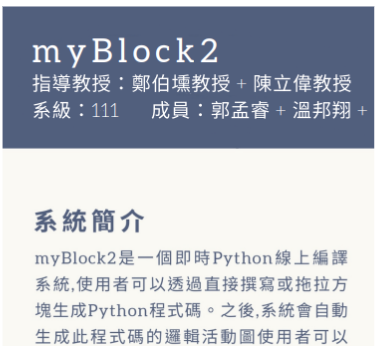 myBlock2
指導教授：鄭伯壎教授 + 陳立偉教授
系級：111 成員：郭孟睿 + 溫邦翔 +
系統簡介
myBlock2是一個即時Python線上編譯
系統,使用者可以透過直接撰寫或拖拉方
塊生成Python程式碼。之後,系統會自動
生成此程式碼的邏輯活動圖使用者可以